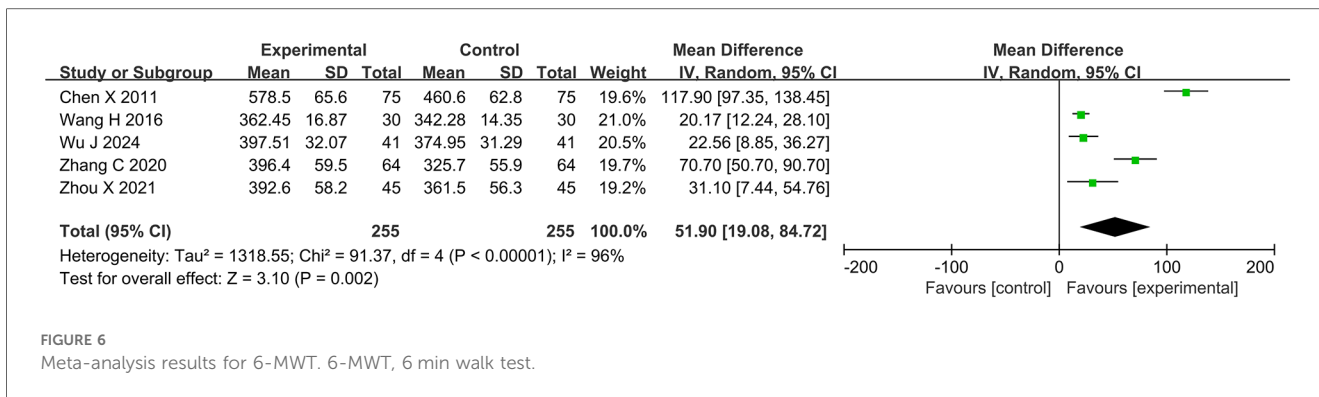 Experimental Control Mean Difference Mean Difference
Study or Subgroup Mean SD Total Mean SD Total Weight IV, Random, 95% CI IV, Random, 95% CI
Chen X 2011 578.5 65.6 75 460.6 62.8 75 19.6% 117.90 [97.35, 138.45]
Wang H 2016 362.45 16.87 30 342.28 14.35 30 21.0% 20.17 [12.24, 28.10]
Wu J 2024 397.51 32.07 41 374.95 31.29 41 20.5% 22.56 [8.85, 36.27]
Zhang C 2020 396.4 59.5 64 325.7 55.9 64 19.7% 70.70 [50.70, 90.70]
Zhou X 2021 392.6 58.2 45 361.5 56.3 45 19.2% 31.10 [7.44, 54.76]
Total (95% CI) 255 255 100.0% 51.90 [19.08, 84.72]
Heterogeneity: Tau² = 1318.55; Chi² = 91.37, df = 4 (P < 0.00001); I² = 96%
Test for overall effect: Z = 3.10 (P = 0.002)
-200 -100 0 100 200
Favours [control] Favours [experimental]
FIGURE 6
Meta-analysis results for 6-MWT. 6-MWT, 6 min walk test.